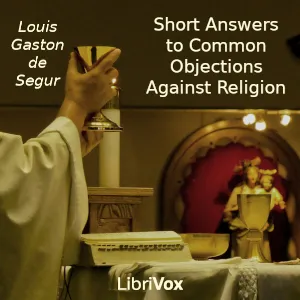 Louis
Gaston
de
Segur
Short Answers
to Common
Objections
Against Religion
LibriVox